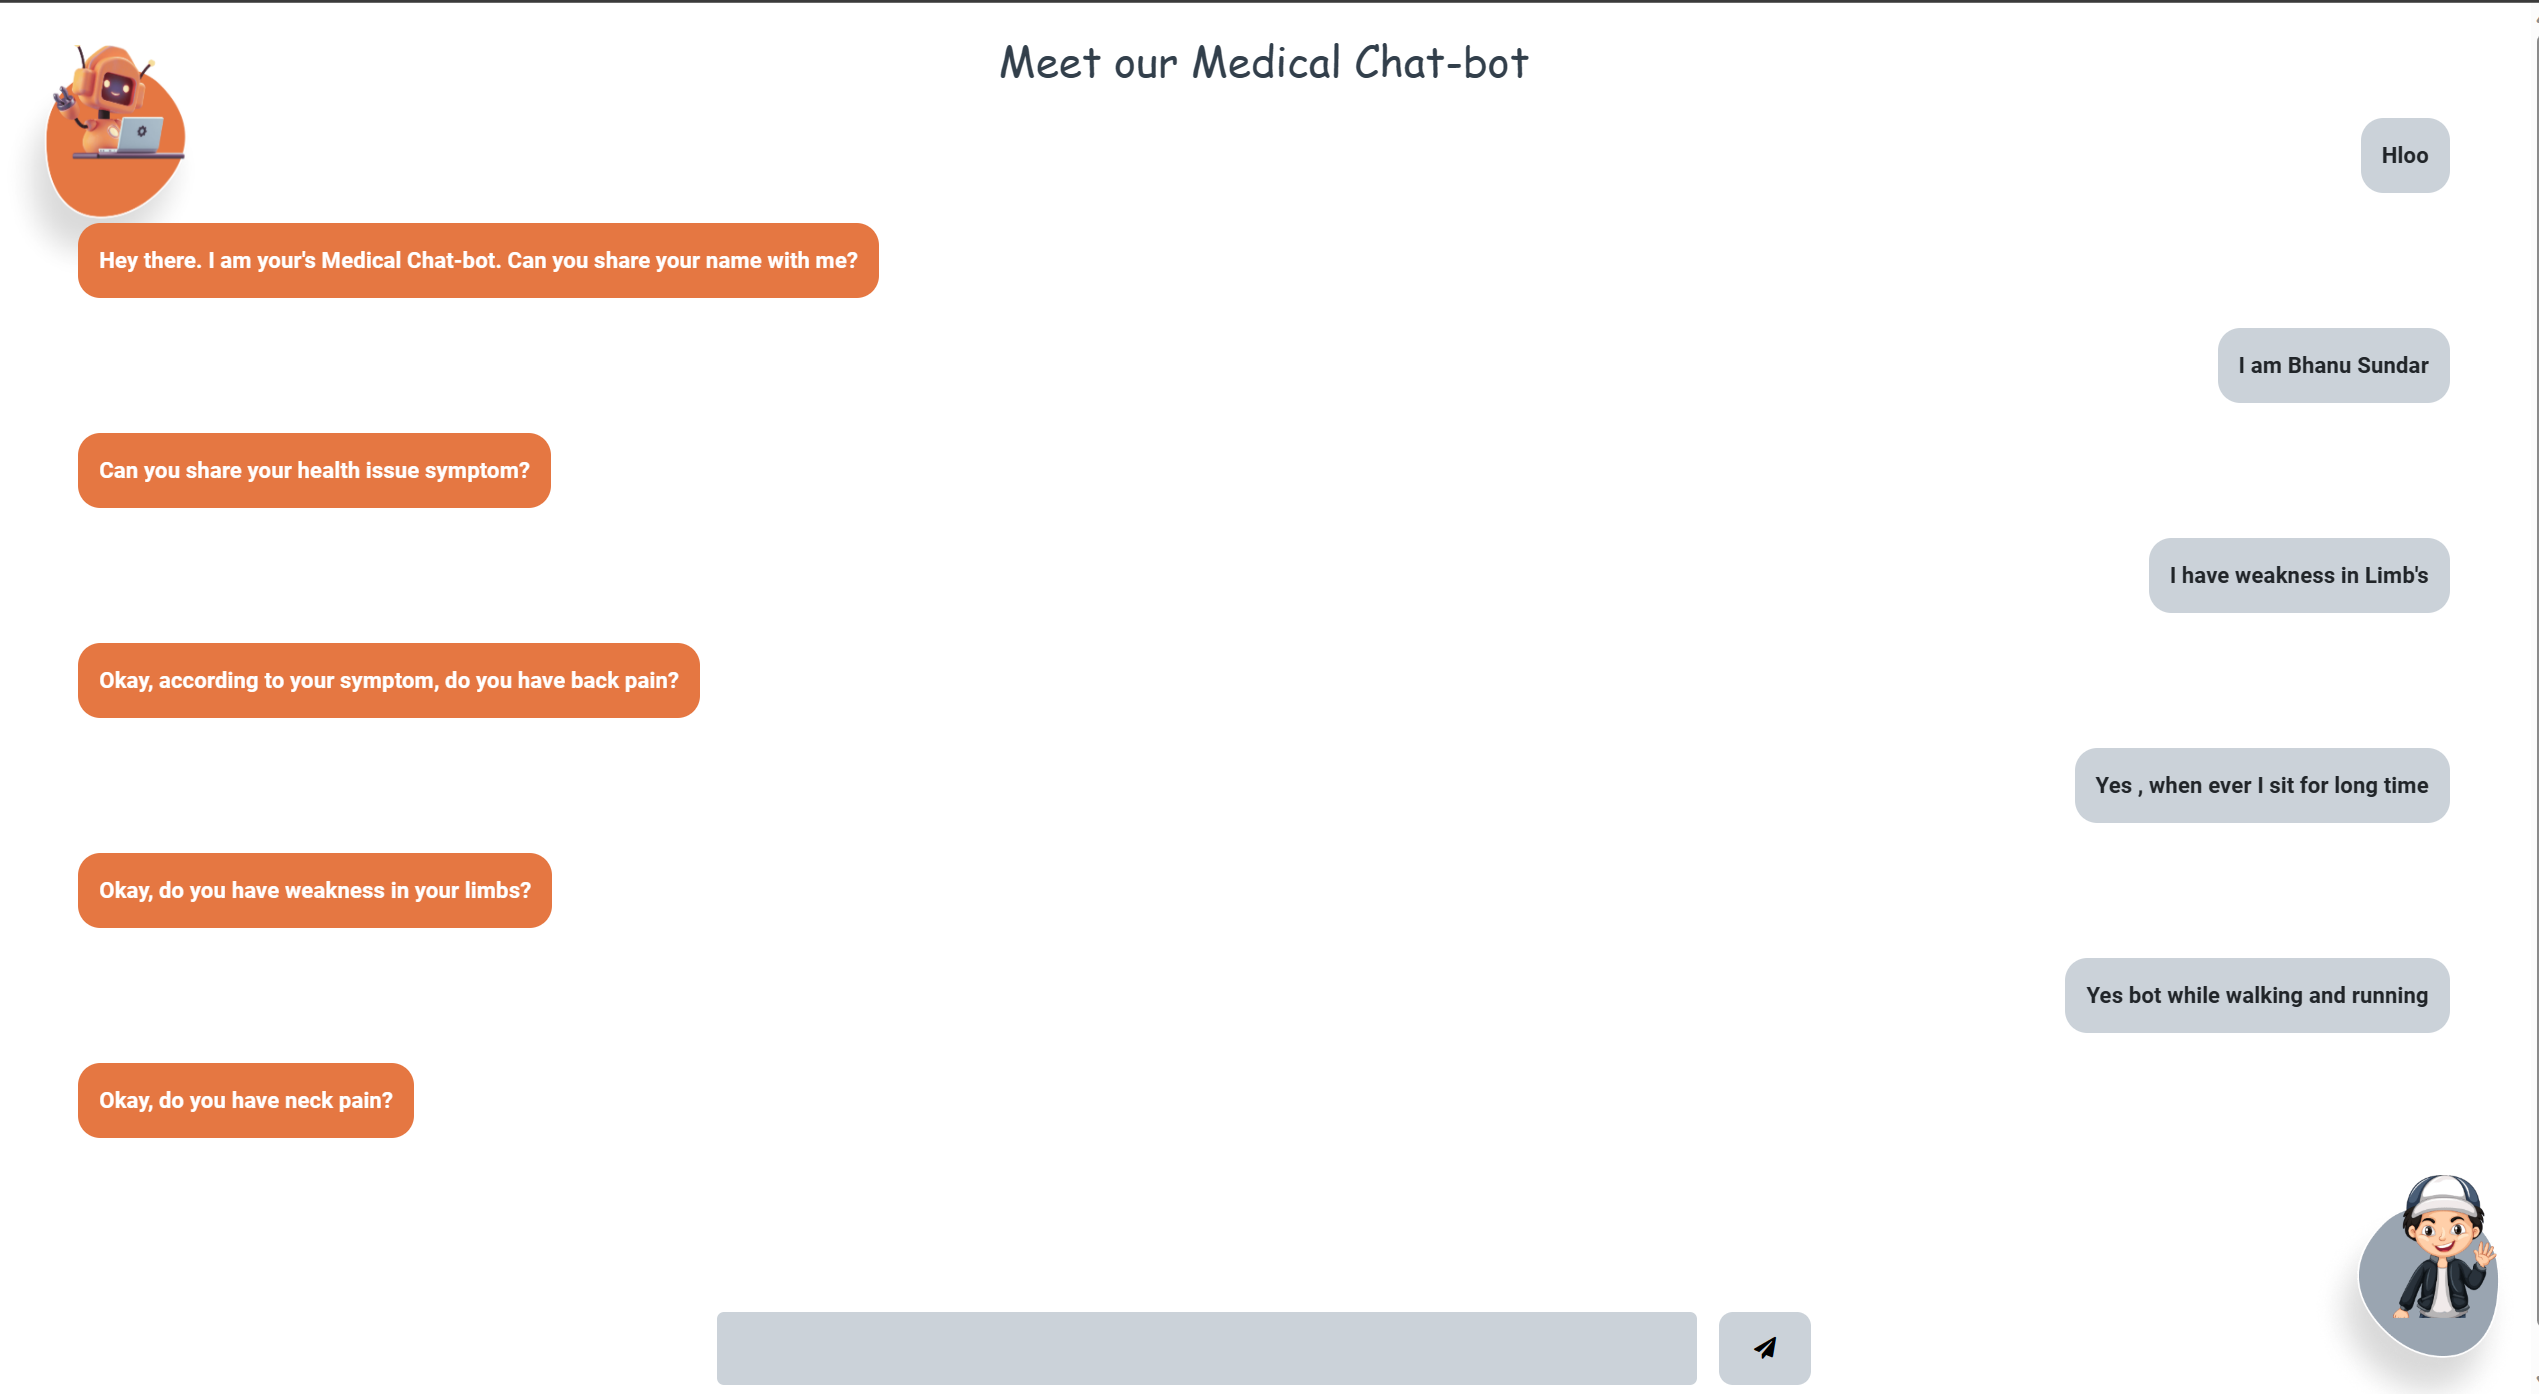 Meet our Medical Chat-bot
Hloo
Hey there. I am your's Medical Chat-bot. Can you share your name with me?
I am Bhanu Sundar
Can you share your health issue symptom?
I have weakness in Limb's
Okay, according to your symptom, do you have back pain?
Yes , when ever I sit for long time
Okay, do you have weakness in your limbs?
Yes bot while walking and running
Okay, do you have neck pain?